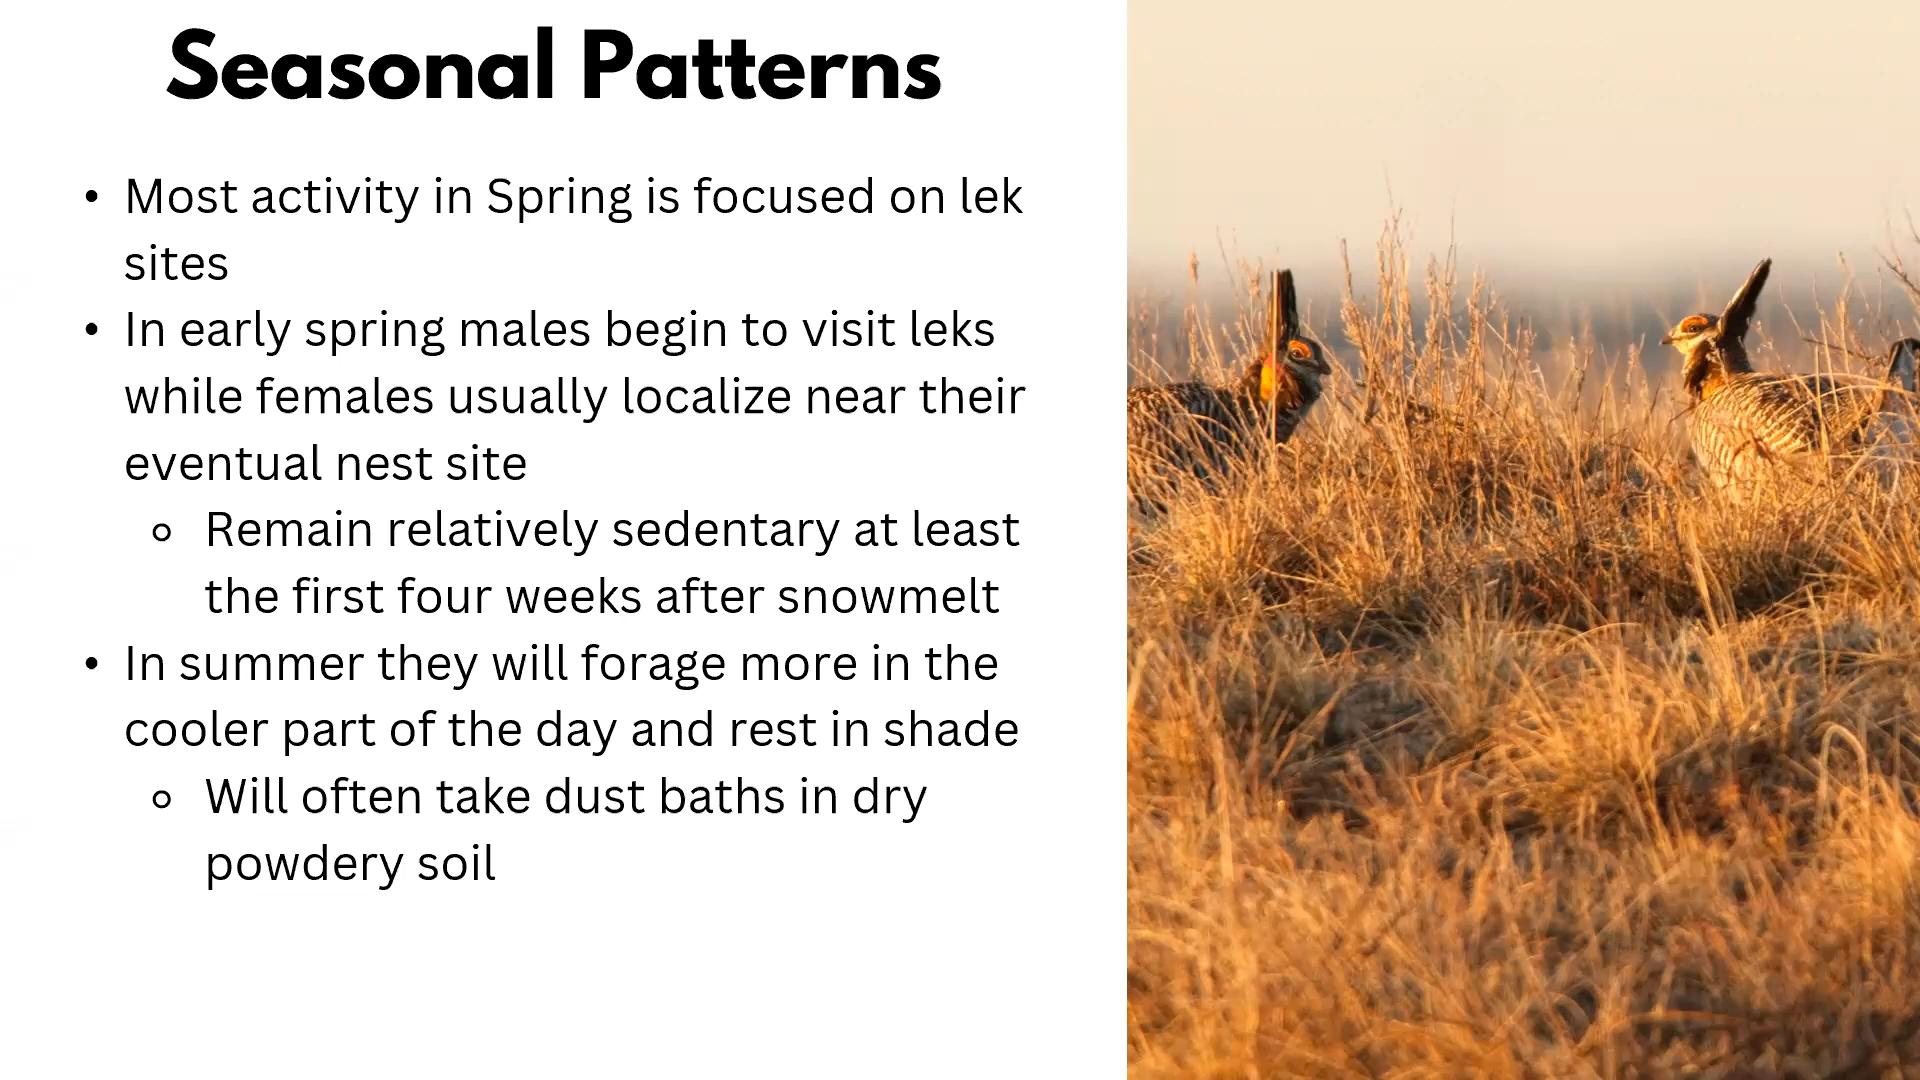 Seasonal Patterns
• Most activity in Spring is focused on lek
sites
• In early spring males begin to visit leks
while females usually localize near their
eventual nest site
◦ Remain relatively sedentary at least
the first four weeks after snowmelt
• In summer they will forage more in the
cooler part of the day and rest in shade
◦ Will often take dust baths in dry
powdery soil